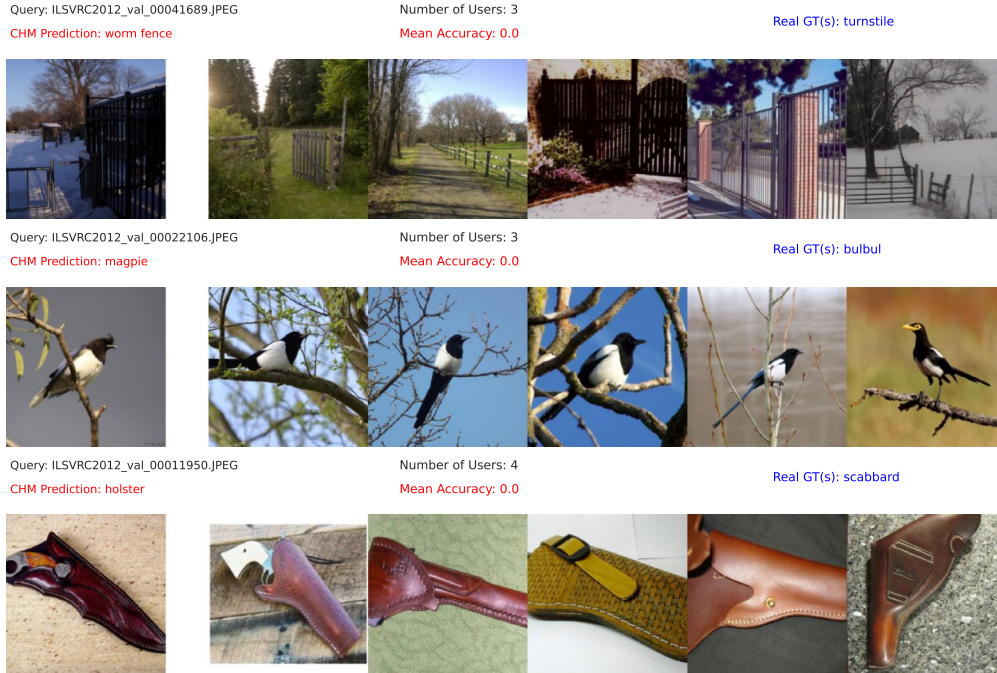 Query: ILSVRC2012_val_00041689.JPEG
Number of Users: 3
Real GT(s): turnstile
CHM Prediction: worm fence
Mean Accuracy: 0.0
Query: ILSVRC2012_val_00022106.JPEG
Number of Users: 3
Real GT(s): bulbul
CHM Prediction: magpie
Mean Accuracy: 0.0
Query: ILSVRC2012_val_00011950.JPEG
Number of Users: 4
Real GT(s): scabbard
CHM Prediction: holster
Mean Accuracy: 0.0